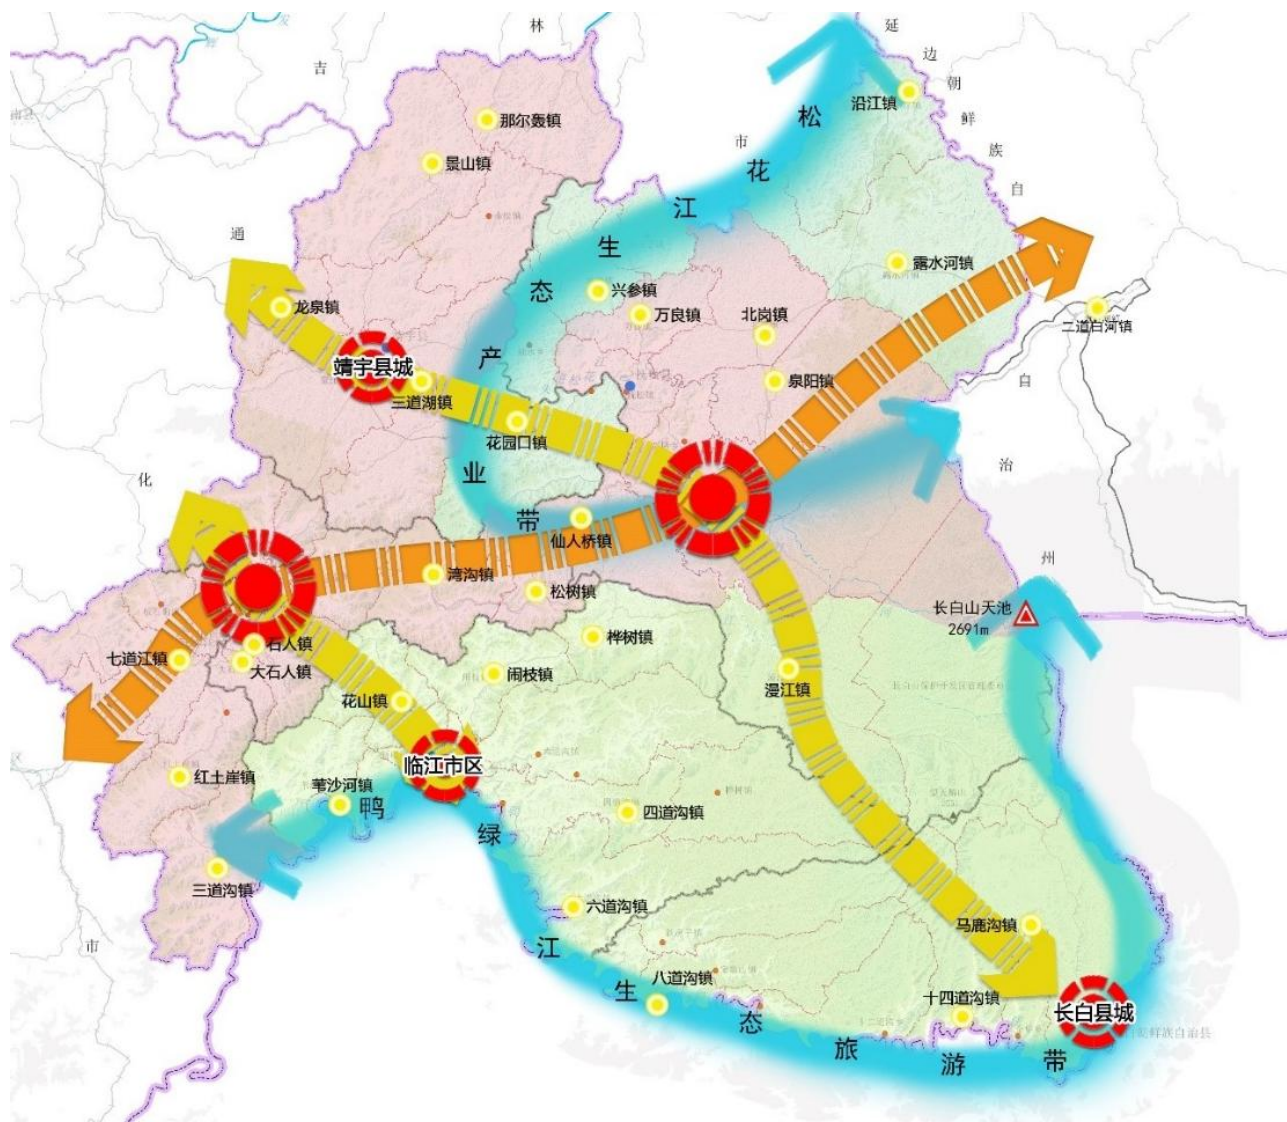 林
吉
延
边
朝
鲜
族
自
白
治
州
市
通
化
市
松
花
江
生
态
产
业
带
沿江镇
那尔轰镇
景山镇
露水河镇
龙泉镇
兴参镇
万良镇
北岗镇
二道白河镇
靖宇县城
三道湖镇
泉阳镇
花园口镇
仙人桥镇
湾沟镇
松树镇
长白山天池
2691m
石人镇
七道江镇
大石人镇
桦树镇
闹枝镇
漫江镇
花山镇
临江市区
红土崖镇
苇沙河镇
四道沟镇
三道沟镇
六道沟镇
马鹿沟镇
八道沟镇
十四道沟镇
长白县城
鸭
绿
江
生
态
旅
游
带